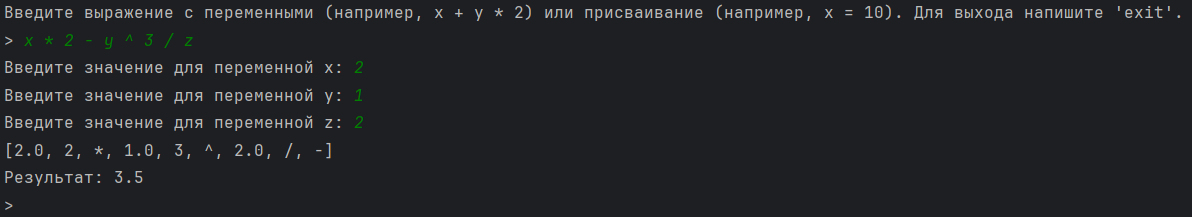 Введите выражение с переменными (например, x + y * 2) или присваивание (например, x = 10). Для выхода напишите 'exit'.
> x * 2 - y ^ 3 / z
Введите значение для переменной x: 2
Введите значение для переменной y: 1
Введите значение для переменной z: 2
[2.0, 2, *, 1.0, 3, ^, 2.0, /, -]
Результат: 3.5
>